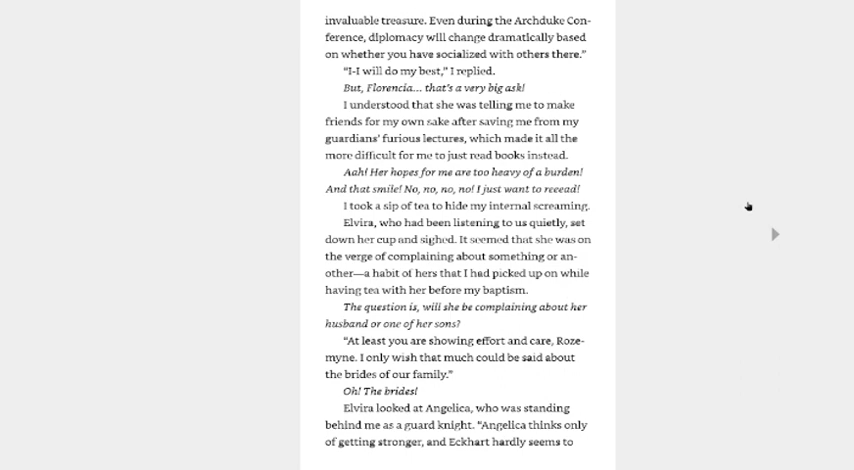 invaluable treasure. Even during the Archduke Con-
ference, diplomacy will change dramatically based
on whether you have socialized with others there.”
“I-I will do my best,” I replied.
But, Florencia... that’s a very big ask!
I understood that she was telling me to make
friends for my own sake after saving me from my
guardians’ furious lectures, which made it all the
more difficult for me to just read books instead.
Aah! Her hopes for me are too heavy of a burden!
And that smile! No, no, no, no! I just want to reeead!
I took a sip of tea to hide my internal screaming.
Elvira, who had been listening to us quietly, set
down her cup and sighed. It seemed that she was on
the verge of complaining about something or an-
other—a habit of hers that I had picked up on while
having tea with her before my baptism.
The question is, will she be complaining about her
husband or one of her sons?
“At least you are showing effort and care, Roze-
myne. I only wish that much could be said about
the brides of our family.”
Oh! The brides!
Elvira looked at Angelica, who was standing
behind me as a guard knight. “Angelica thinks only
of getting stronger, and Eckhart hardly seems to